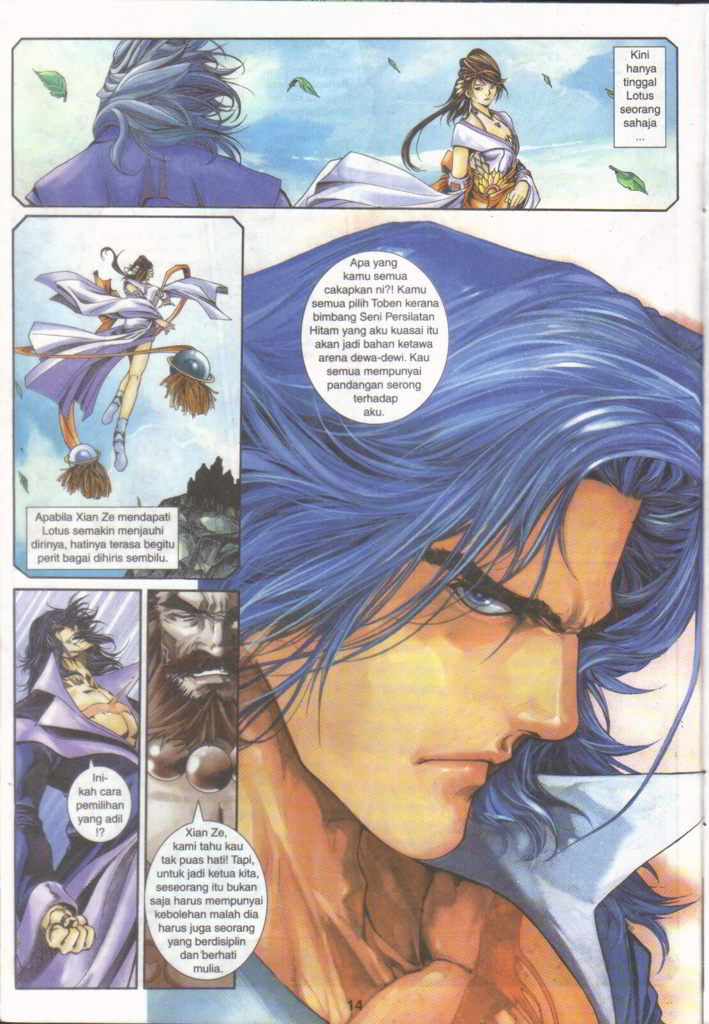 Kini
hanya
tinggal
Lotus
seorang
sahaja
...
Apa yang
kamu semua
cakapkan ni?! Kamu
semua pilih Toben kerana
bimbang Seni Persilatan
Hitam yang aku kuasai itu
akan jadi bahan ketawa
arena dewa-dewi. Kau
semua mempunyai
pandangan serong
terhadap
aku.
Apabila Xian Ze mendapati
Lotus semakin menjauhi
dirinya, hatinya terasa begitu
perit bagai dihiris sembilu.
Ini-
kah cara
pemilihan
yang adil
!?
Xian Ze,
kami tahu kau
tak puas hati! Tapi,
untuk jadi ketua kita,
seseorang itu bukan
saja harus mempunyai
kebolehan malah dia
harus juga seorang
yang berdisiplin
dan berhati
mulia.
14